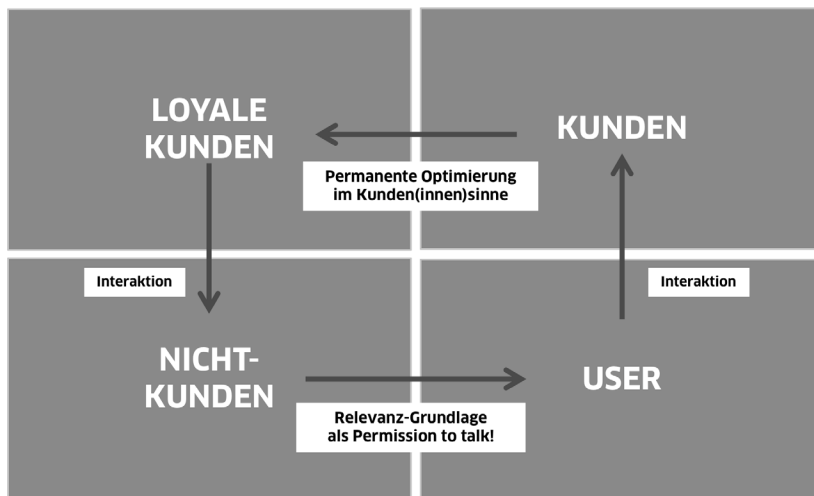 LOYALE
KUNDEN
KUNDEN
Permanente Optimierung
im Kunden(innen)sinne
Interaktion
Interaktion
NICHT-
KUNDEN
USER
Relevanz-Grundlage
als Permission to talk!